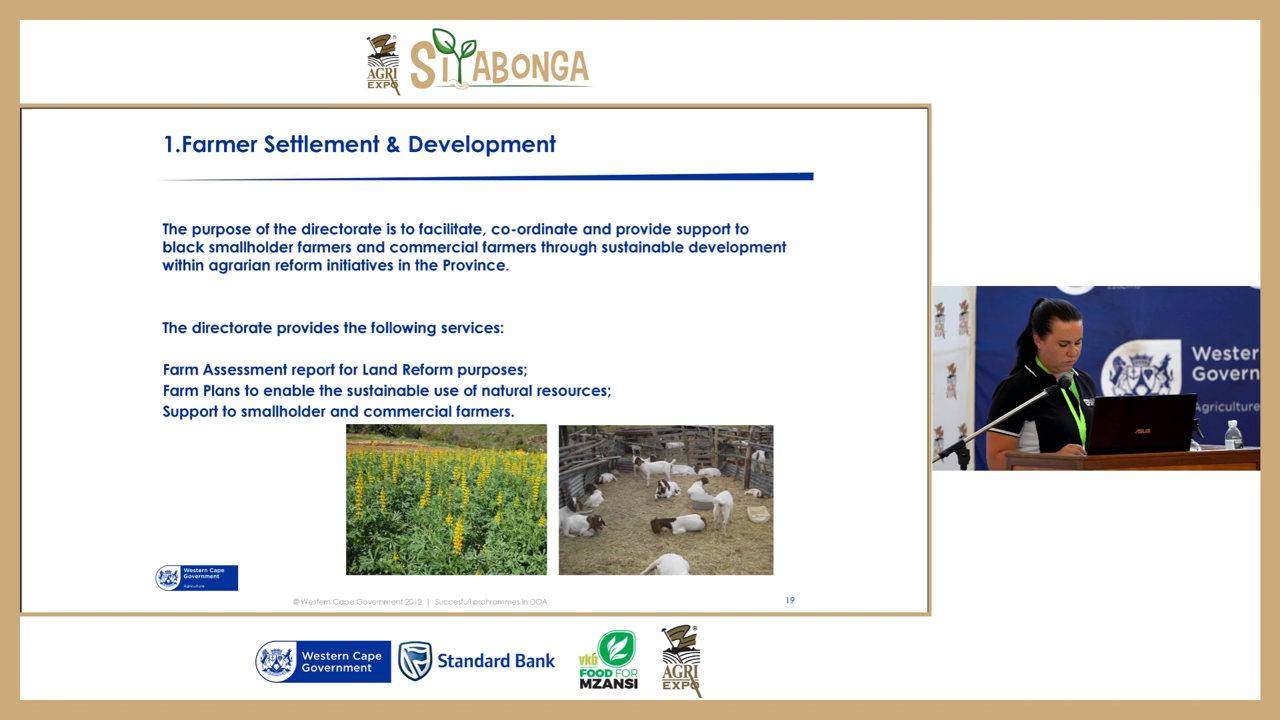 AGRI
EXPO
SIYABONGA
1.Farmer Settlement & Development
The purpose of the directorate is to facilitate, co-ordinate and provide support to
black smallholder farmers and commercial farmers through sustainable development
within agrarian reform initiatives in the Province.
The directorate provides the following services:
Farm Assessment report for Land Reform purposes;
Farm Plans to enable the sustainable use of natural resources;
Support to smallholder and commercial farmers.
Western Cape
Government
Agriculture
© Western Cape Government 2012 | Succesfull prohrammes in DOA
19
Wester
Govern
Agriculture
ASUS
Western Cape
Government
Standard Bank
vkb
FOOD FOR
MZANSI
AGRI
EXPO